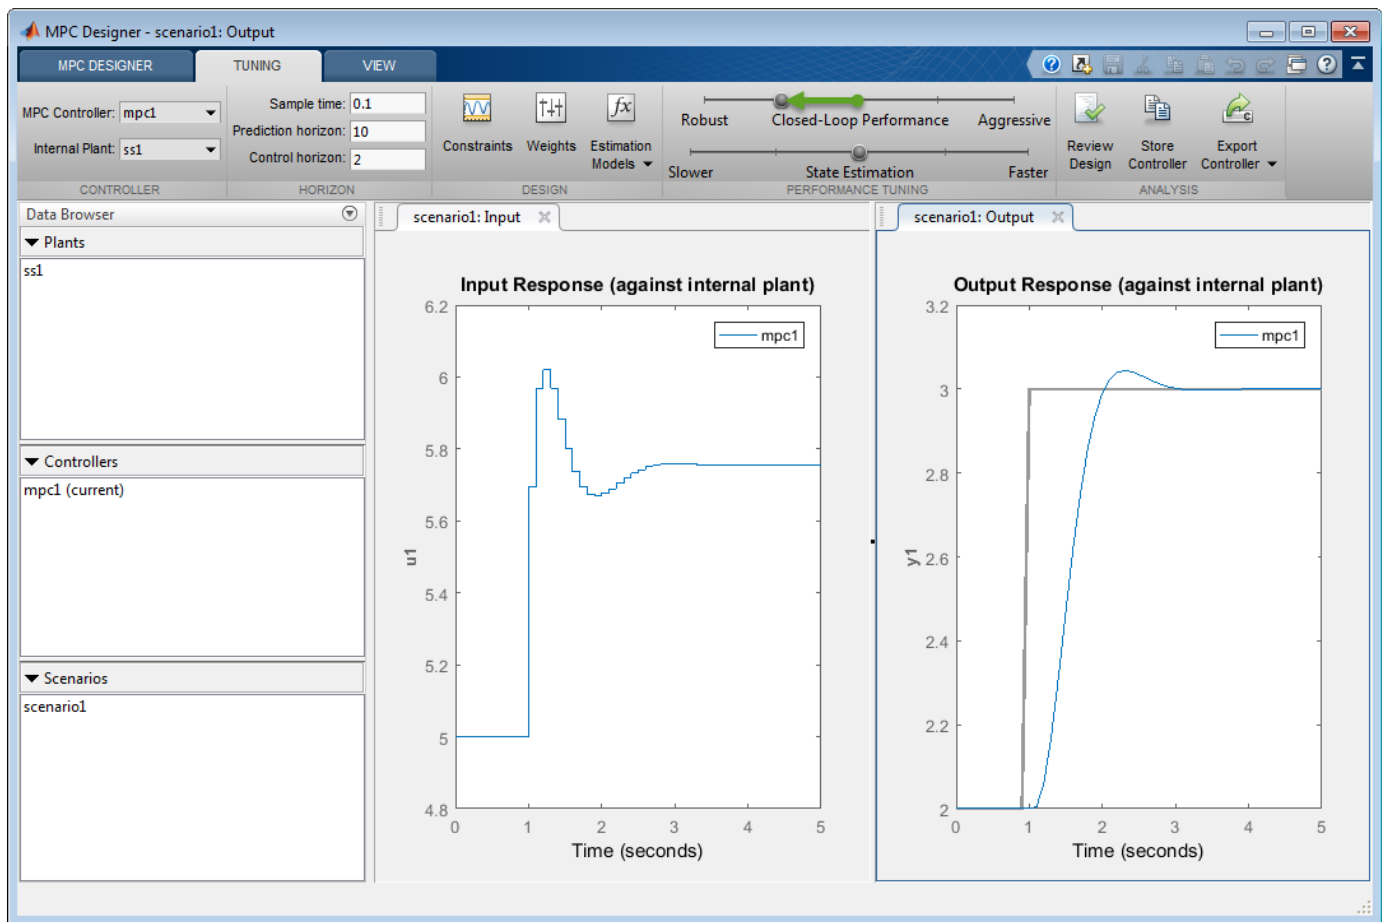 MPC Designer - scenario1: Output
MPC DESIGNER
TUNING
VIEW
MPC Controller: mpc1
Internal Plant: ss1
CONTROLLER
Sample time: 0.1
Prediction horizon: 10
Control horizon: 2
HORIZON
Constraints
Weights
Estimation
Models
DESIGN
Robust
Closed-Loop Performance
Aggressive
Slower
State Estimation
Faster
PERFORMANCE TUNING
Review
Design
Store
Controller
Export
Controller
ANALYSIS
Data Browser
Plants
ss1
Controllers
mpc1 (current)
Scenarios
scenario1
scenario1: Input
Input Response (against internal plant)
mpc1
6.2
6
5.8
5.6
5.4
5.2
5
4.8
u1
0 1 2 3 4 5
Time (seconds)
scenario1: Output
Output Response (against internal plant)
mpc1
3.2
3
2.8
2.6
2.4
2.2
2
y1
0 1 2 3 4 5
Time (seconds)